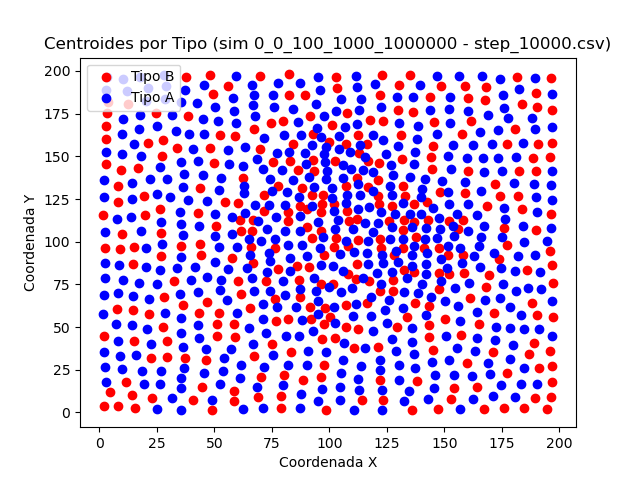 Centroides por Tipo (sim 0_0_100_1000_1000000 - step_10000.csv)
Tipo B
Tipo A
200
175
150
125
100
75
50
25
0
Coordenada Y
0 25 50 75 100 125 150 175 200
Coordenada X